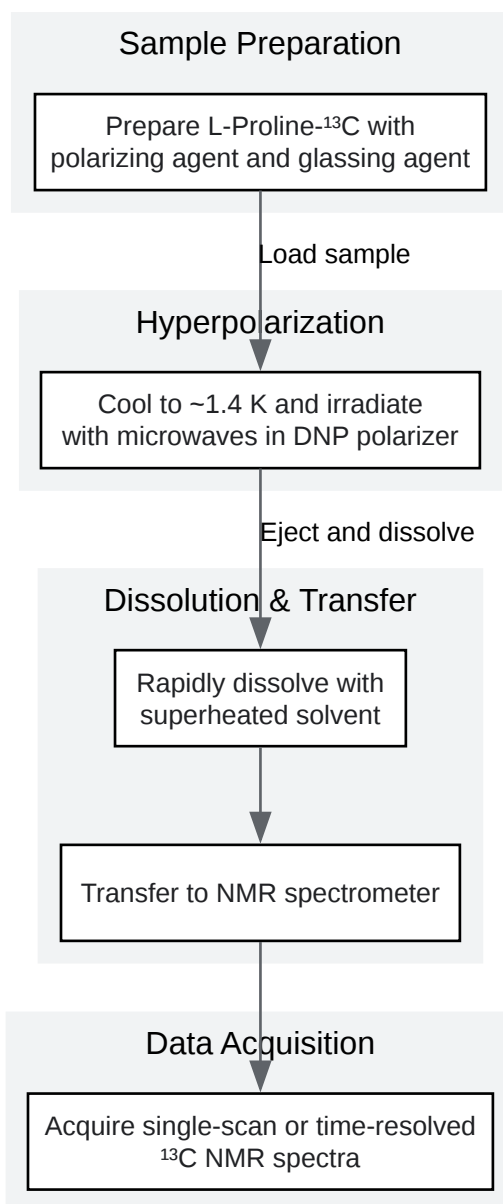 Sample Preparation
Prepare L-Proline-¹³C with
polarizing agent and glassing agent
Load sample
Hyperpolarization
Cool to ~1.4 K and irradiate
with microwaves in DNP polarizer
Eject and dissolve
Dissolution & Transfer
Rapidly dissolve with
superheated solvent
Transfer to NMR spectrometer
Data Acquisition
Acquire single-scan or time-resolved
¹³C NMR spectra